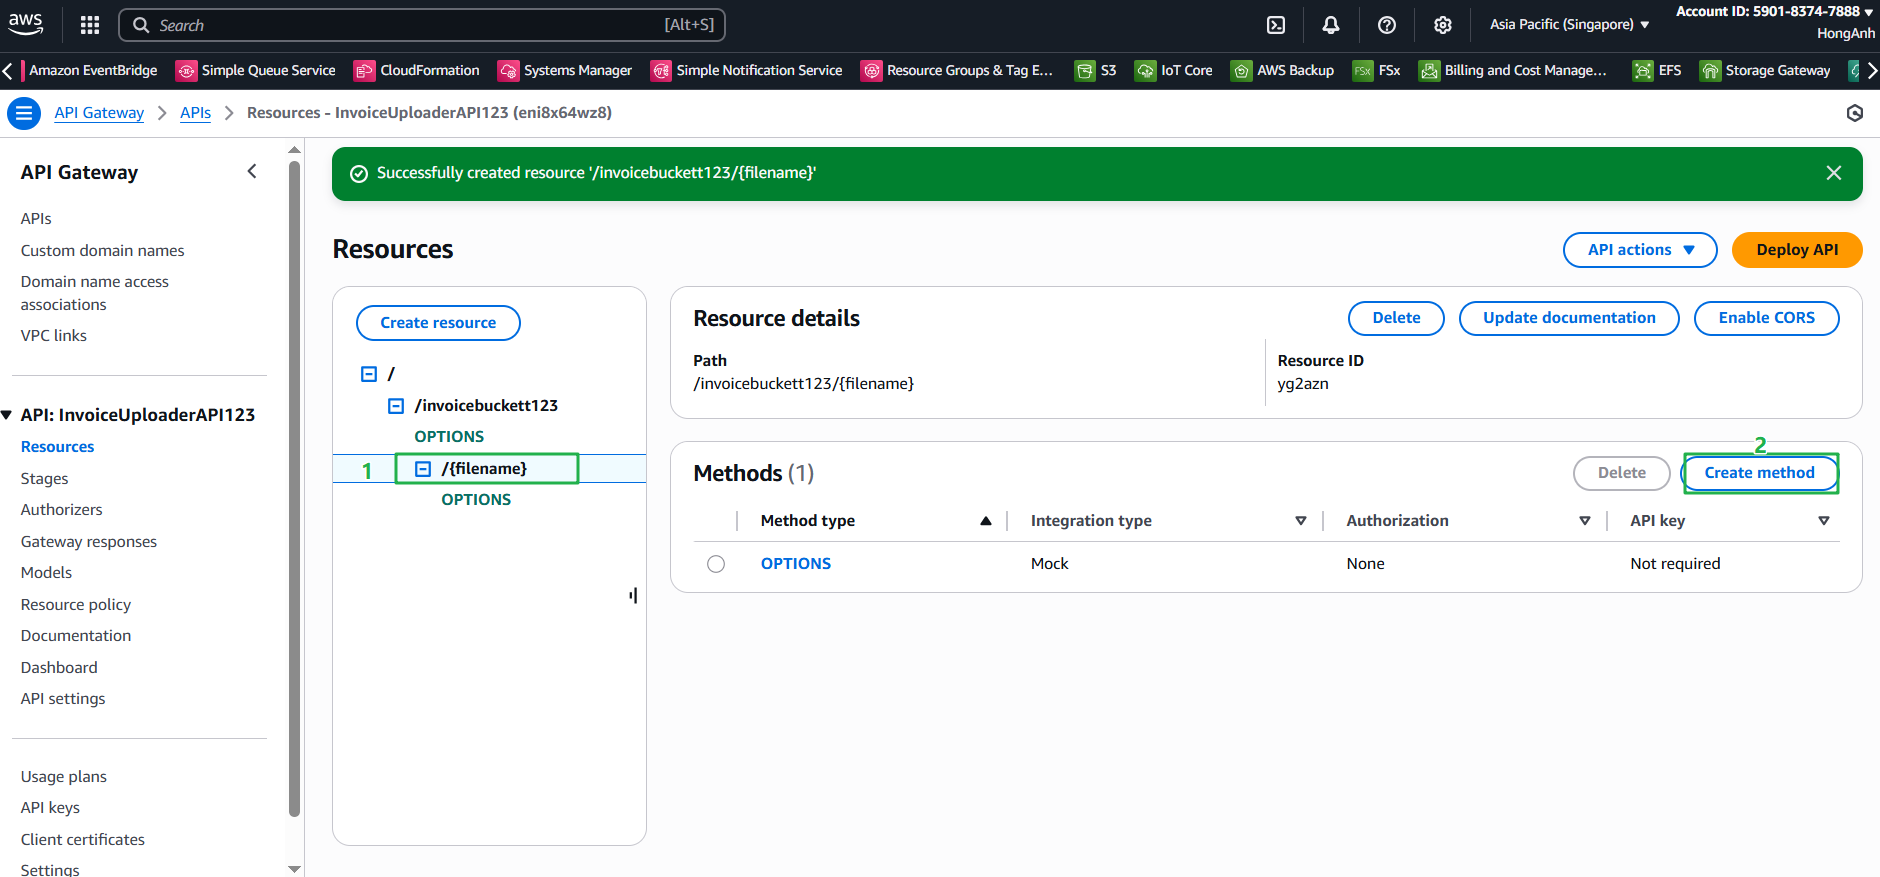 aws
Search [Alt+S]
Asia Pacific (Singapore)
Account ID: 5901-8374-7888
HongAnh
Amazon EventBridge Simple Queue Service CloudFormation Systems Manager Simple Notification Service Resource Groups & Tag E... S3 IoT Core AWS Backup FSx FSx Billing and Cost Manage... EFS Storage Gateway
API Gateway APIs Resources - InvoiceUploaderAPI123 (eni8x64wz8)
API Gateway
APIs
Custom domain names
Domain name access
associations
VPC links
API: InvoiceUploaderAPI123
Resources
Stages
Authorizers
Gateway responses
Models
Resource policy
Documentation
Dashboard
API settings
Usage plans
API keys
Client certificates
Settings
Successfully created resource '/invoicebuckett123/{filename}'
Resources
API actions Deploy API
Create resource
/
/invoicebuckett123
OPTIONS
1 /{filename}
OPTIONS
Resource details
Delete Update documentation Enable CORS
Path
/invoicebuckett123/{filename}
Resource ID
yg2azn
2
Methods (1)
Delete Create method
Method type Integration type Authorization API key
OPTIONS Mock None Not required